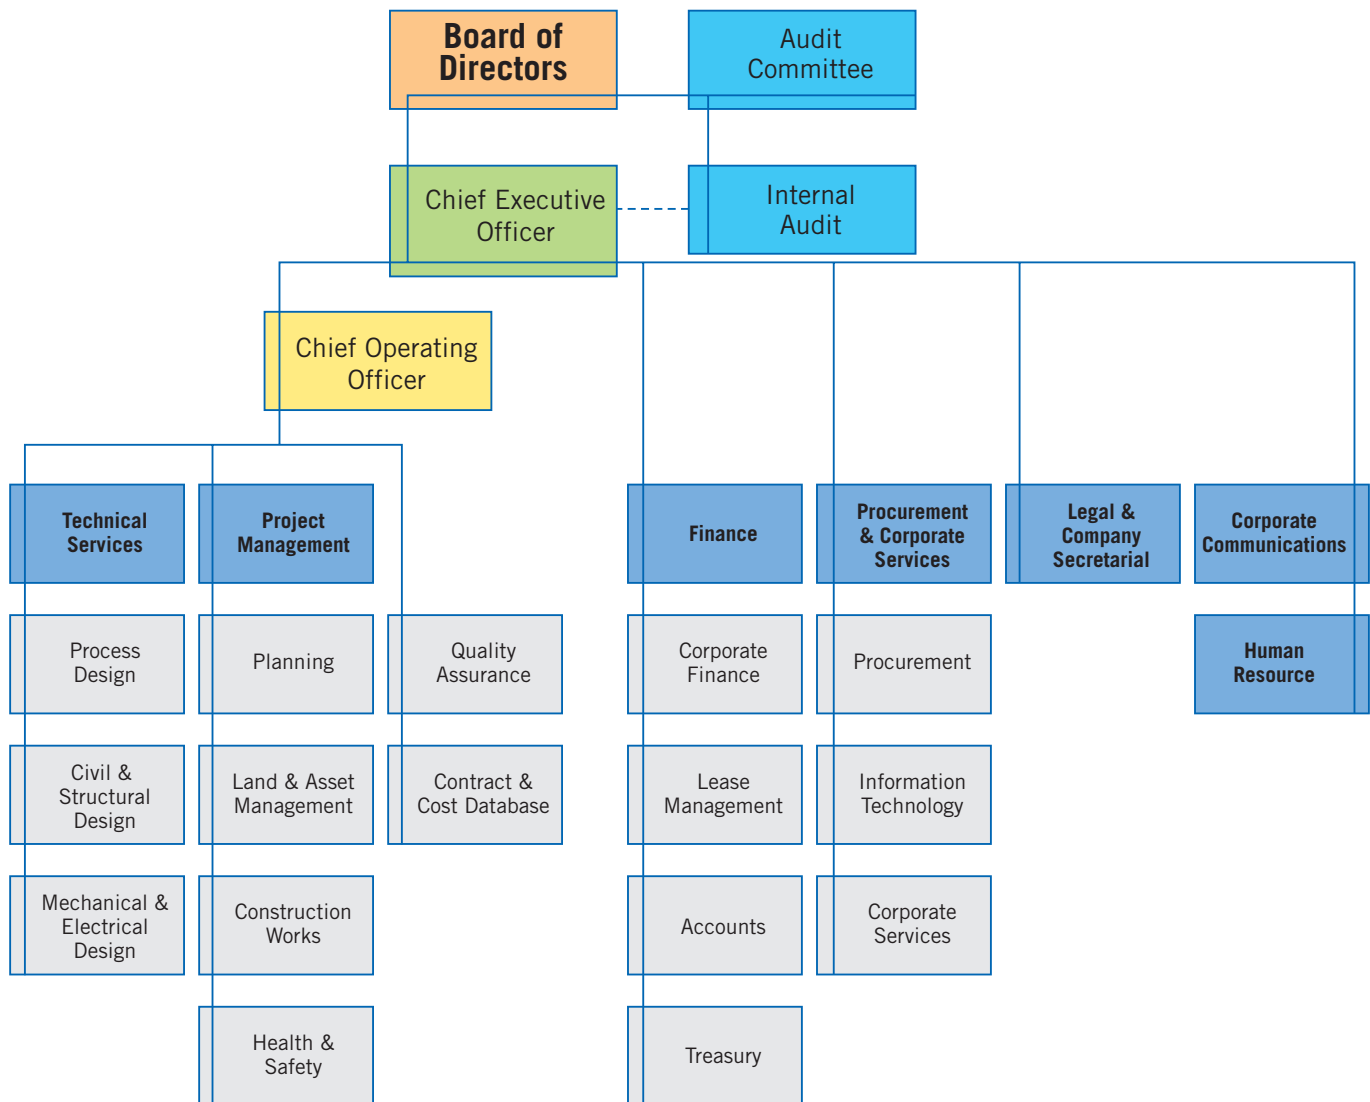 Board of
Directors
Audit
Committee
Chief Executive
Officer
Internal
Audit
Chief Operating
Officer
Technical
Services
Project
Management
Finance
Procurement
& Corporate
Services
Legal &
Company
Secretarial
Corporate
Communications
Process
Design
Planning
Quality
Assurance
Corporate
Finance
Procurement
Human
Resource
Civil &
Structural
Design
Land & Asset
Management
Contract &
Cost Database
Lease
Management
Information
Technology
Mechanical &
Electrical
Design
Construction
Works
Accounts
Corporate
Services
Health &
Safety
Treasury